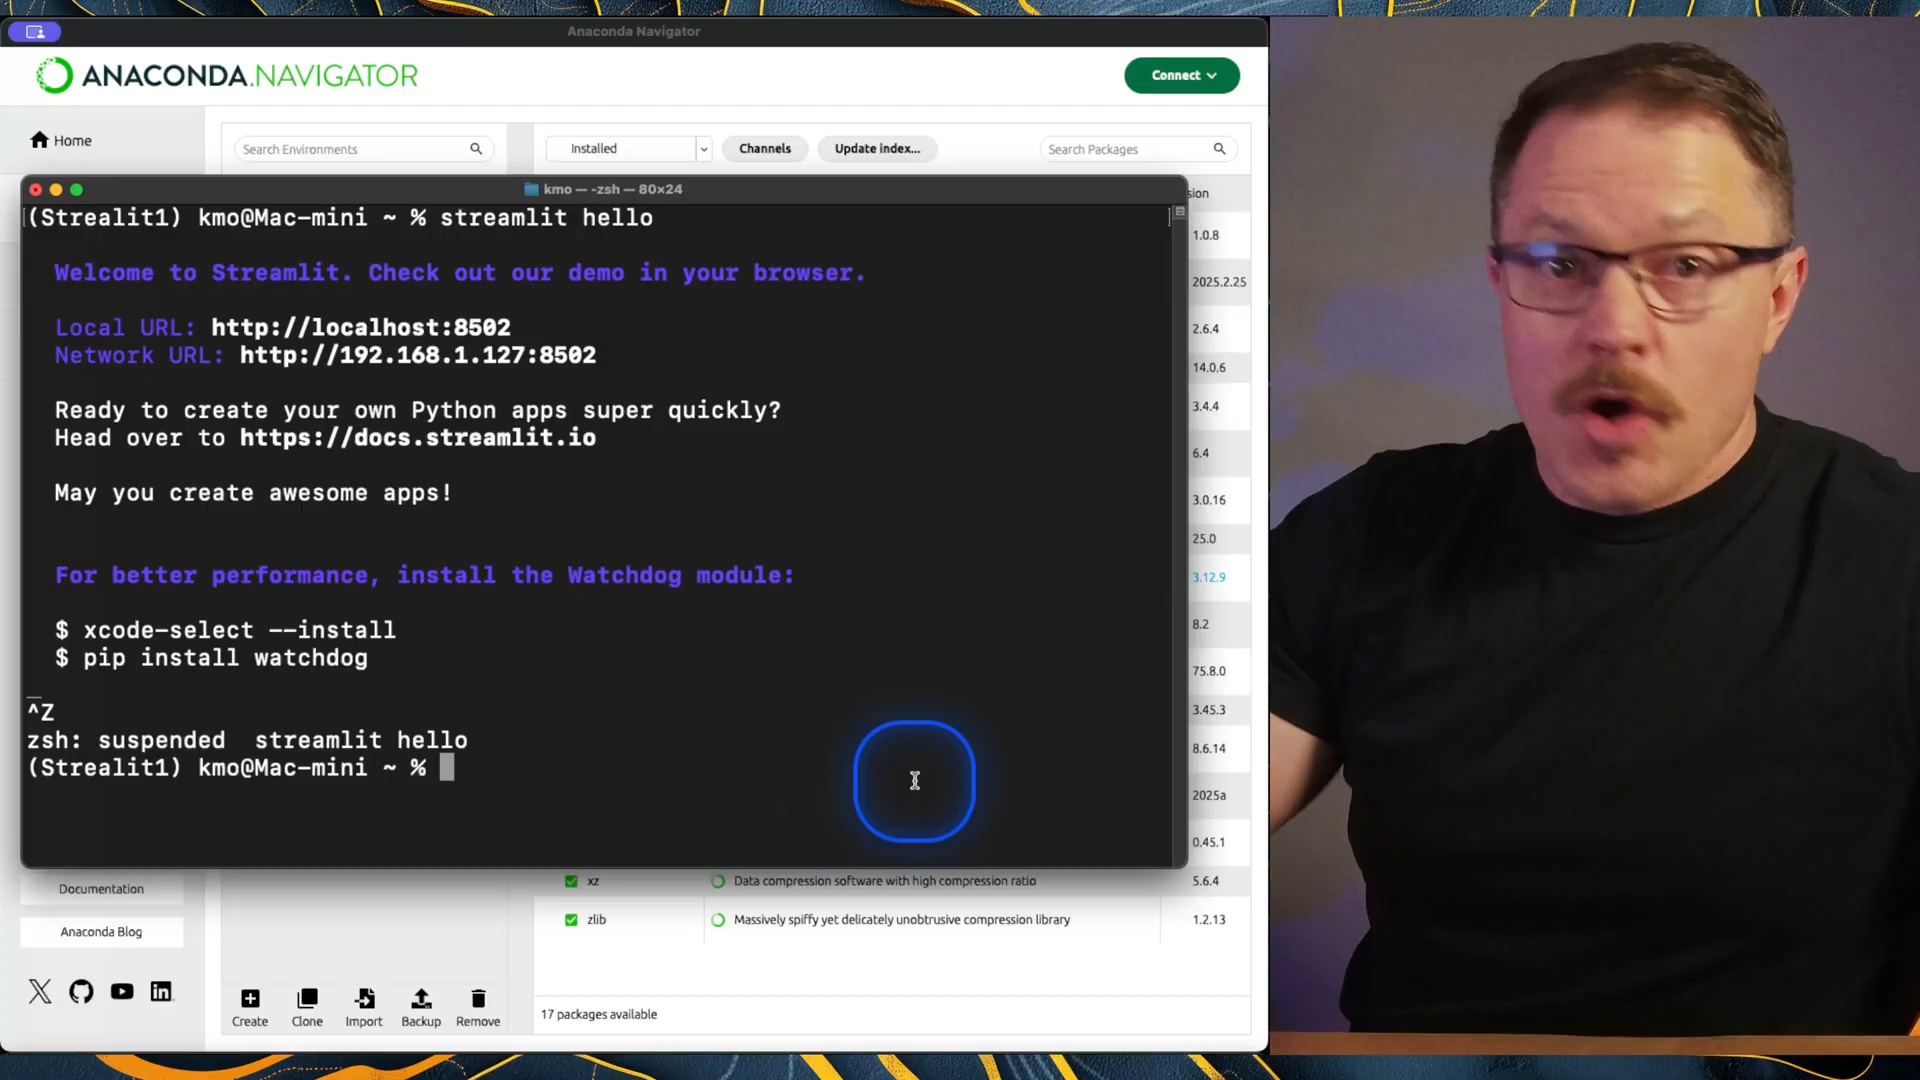 Anaconda Navigator
ANACONDA.NAVIGATOR
Connect
Home
Search Environments
Installed
Channels
Update index...
Search Packages
kmo — -zsh — 80×24
sion
(Strealit1) kmo@Mac-mini ~ % streamlit hello
1.0.8
Welcome to Streamlit. Check out our demo in your browser.
2025.2.25
Local URL: http://localhost:8502
2.6.4
Network URL: http://192.168.1.127:8502
14.0.6
Ready to create your own Python apps super quickly?
3.4.4
Head over to https://docs.streamlit.io
6.4
May you create awesome apps!
3.0.16
25.0
For better performance, install the Watchdog module:
3.12.9
$ xcode-select --install
8.2
$ pip install watchdog
75.8.0
^Z
3.45.3
zsh: suspended  streamlit hello
8.6.14
(Strealit1) kmo@Mac-mini ~ %
2025a
0.45.1
xz
Data compression software with high compression ratio
5.6.4
Documentation
zlib
Massively spiffy yet delicately unobtrusive compression library
1.2.13
Anaconda Blog
Create
Clone
Import
Backup
Remove
17 packages available